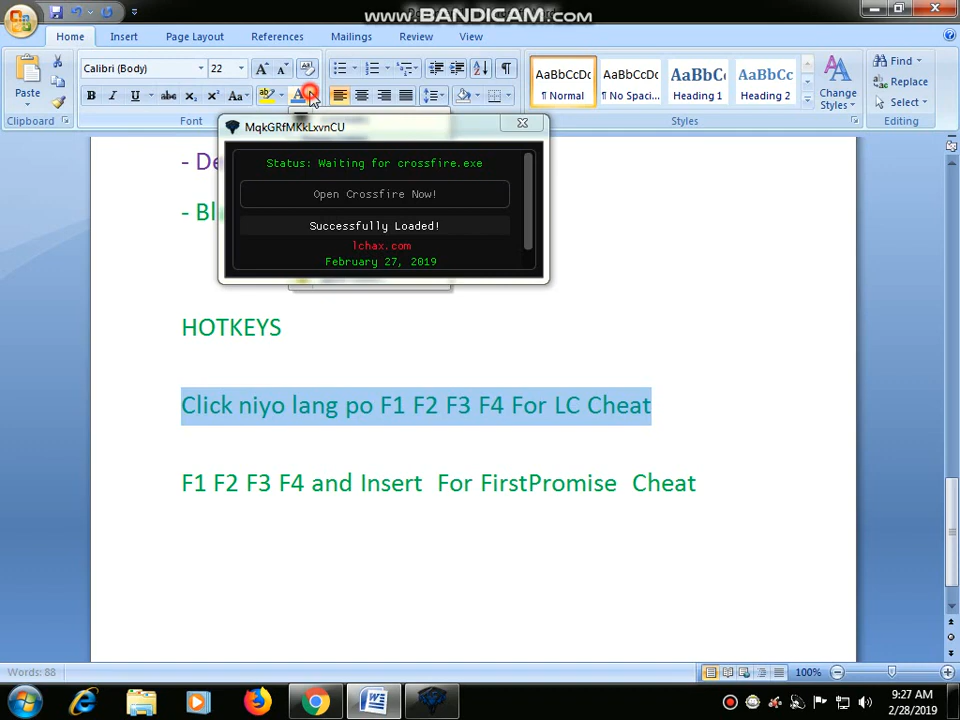 www.BANDICAM.com
Home Insert Page Layout References Mailings Review View
Paste
Clipboard
Calibri (Body) 22
Font
AaBbCcDc AaBbCcDc AaBbC AaBbCc
¶ Normal ¶ No Spaci... Heading 1 Heading 2
Change Styles
Styles
Find
Replace
Select
Editing
MqkGRfMKkLxvnCU
Status: Waiting for crossfire.exe
Open Crossfire Now!
Successfully Loaded!
lchax.com
February 27, 2019
- De
- Bl
HOTKEYS
Click niyo lang po F1 F2 F3 F4 For LC Cheat
F1 F2 F3 F4 and Insert For FirstPromise Cheat
Words: 88
100%
9:27 AM
2/28/2019